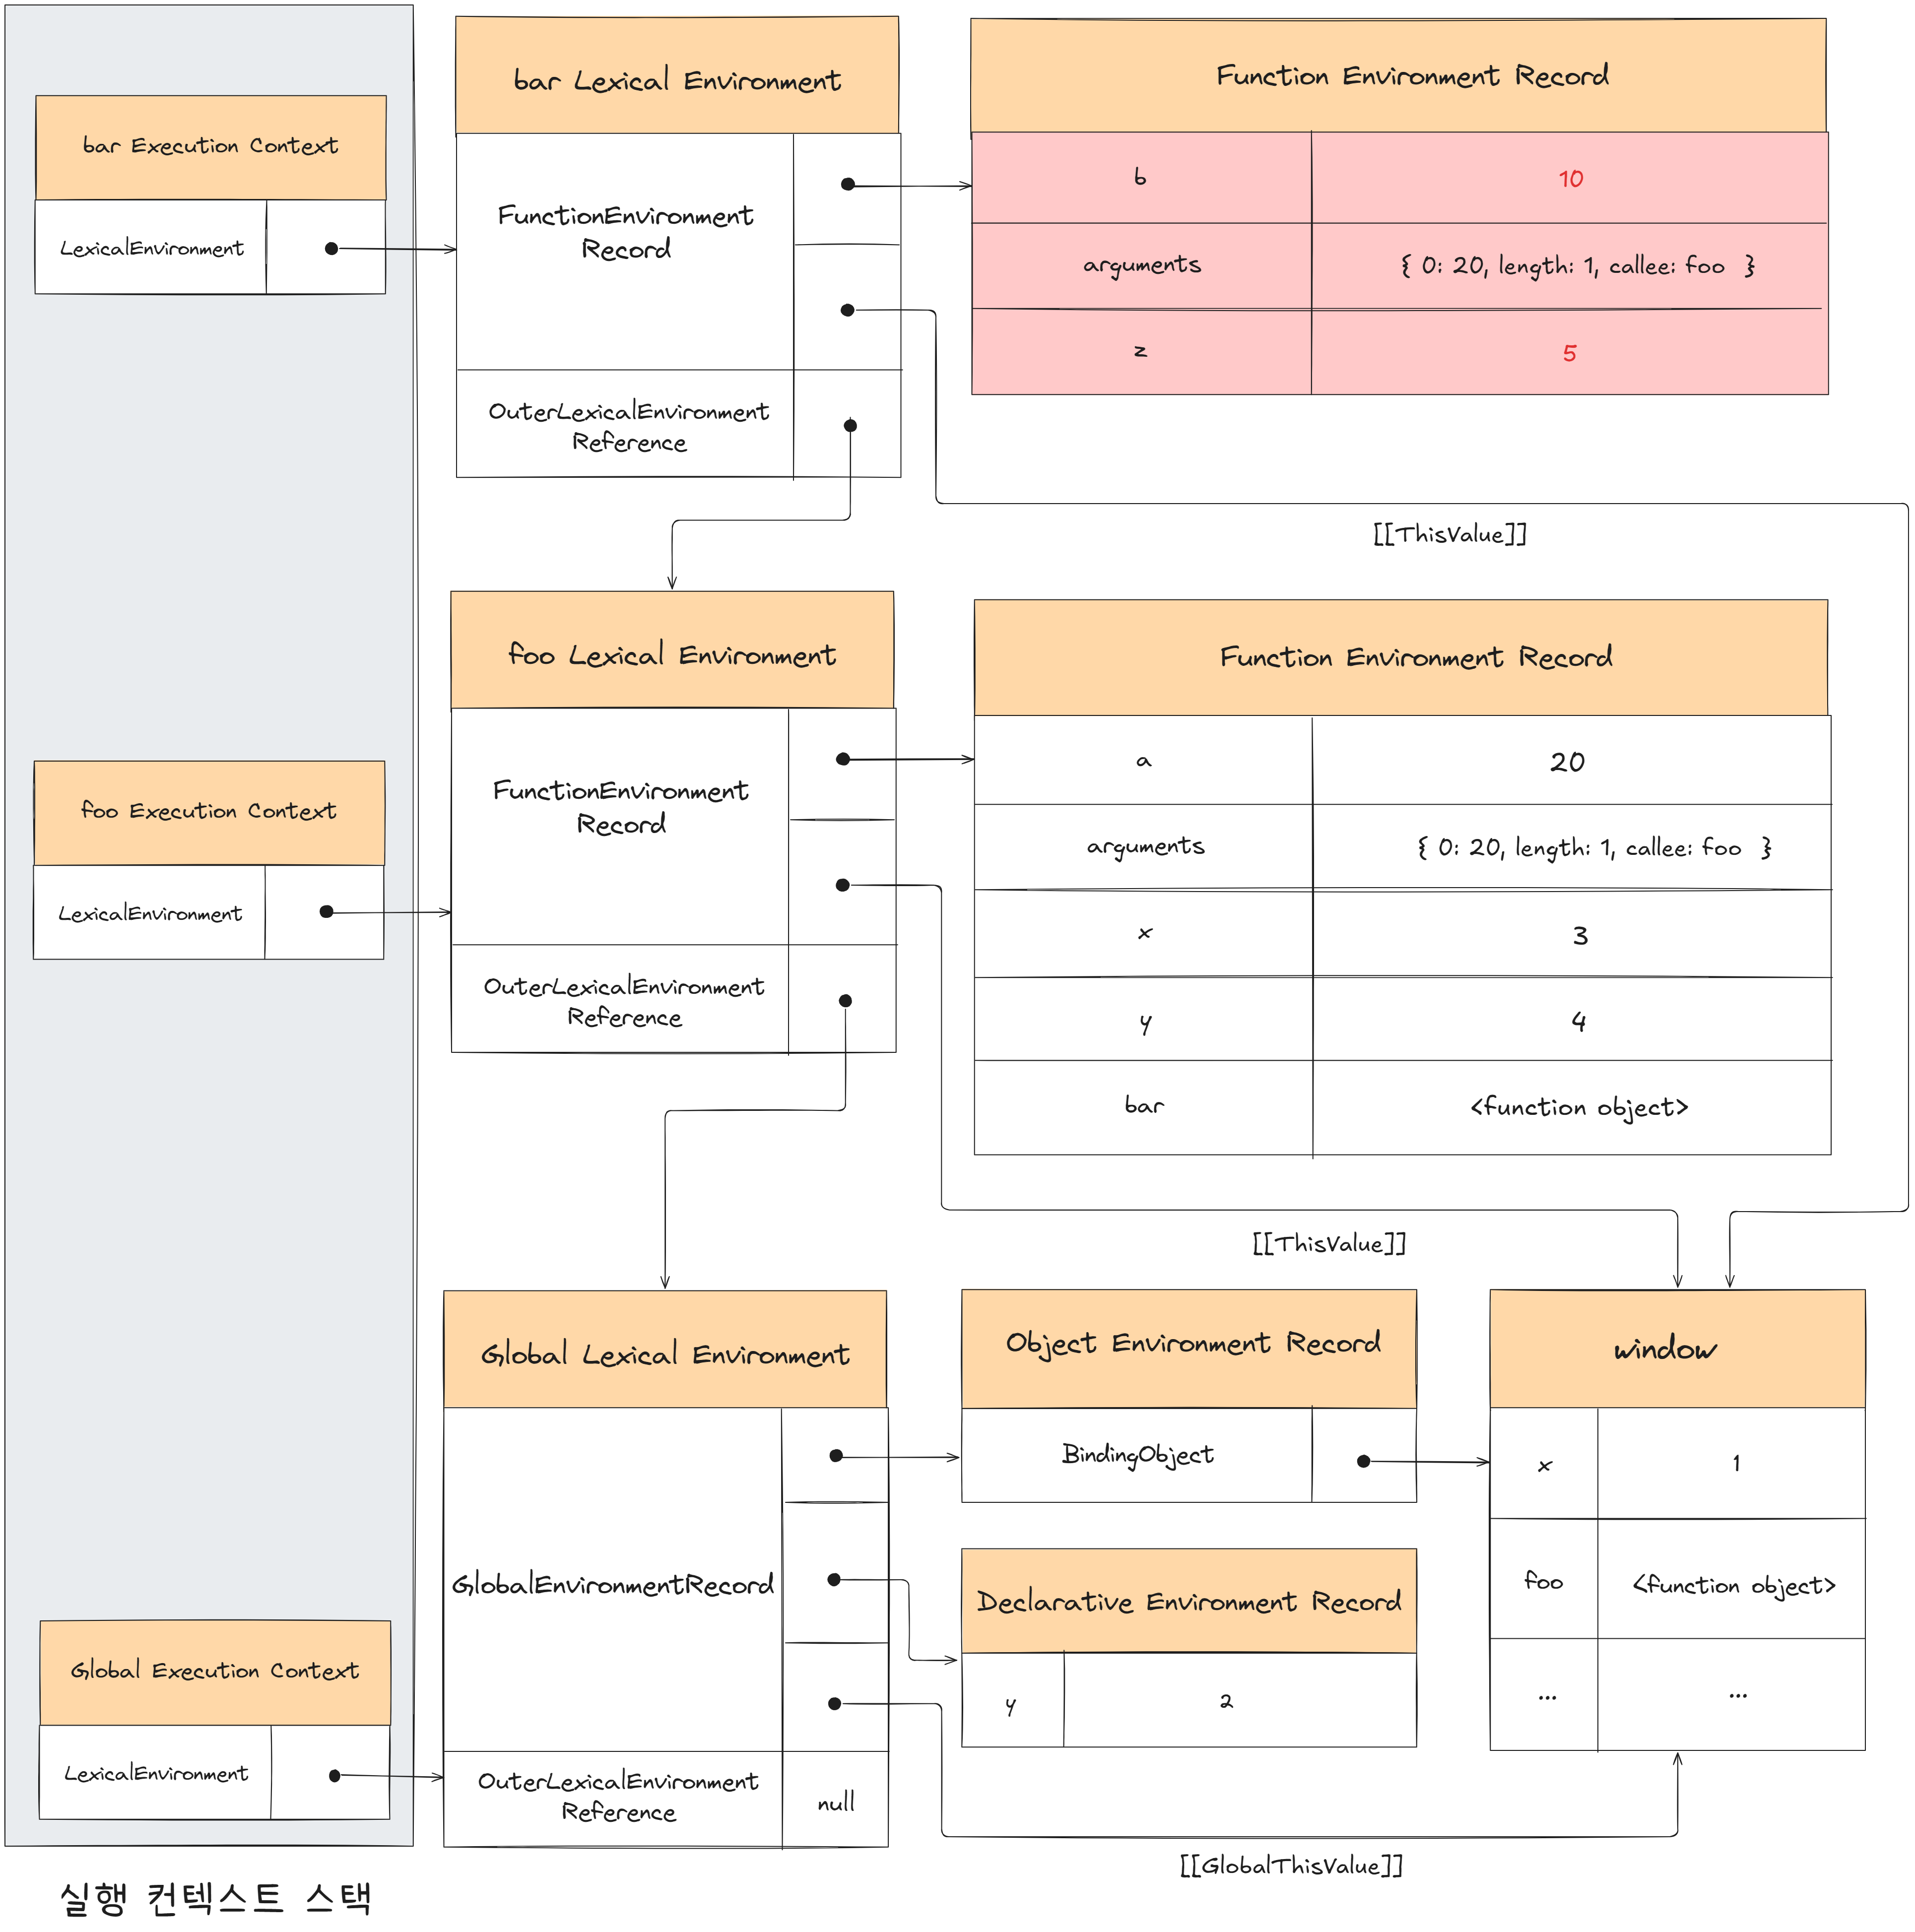 bar Execution Context
LexicalEnvironment
bar Lexical Environment
FunctionEnvironment
Record
OuterLexicalEnvironment
Reference
Function Environment Record
b 10
arguments { 0: 20, length: 1, callee: foo }
z 5
[[ThisValue]]
foo Execution Context
LexicalEnvironment
foo Lexical Environment
FunctionEnvironment
Record
OuterLexicalEnvironment
Reference
Function Environment Record
a 20
arguments { 0: 20, length: 1, callee: foo }
x 3
y 4
bar <function object>
[[ThisValue]]
Global Execution Context
LexicalEnvironment
Global Lexical Environment
GlobalEnvironmentRecord
OuterLexicalEnvironment
Reference
null
Object Environment Record
BindingObject
Declarative Environment Record
y 2
window
x 1
foo <function object>
... ...
[[GlobalThisValue]]
실행 컨텍스트 스택